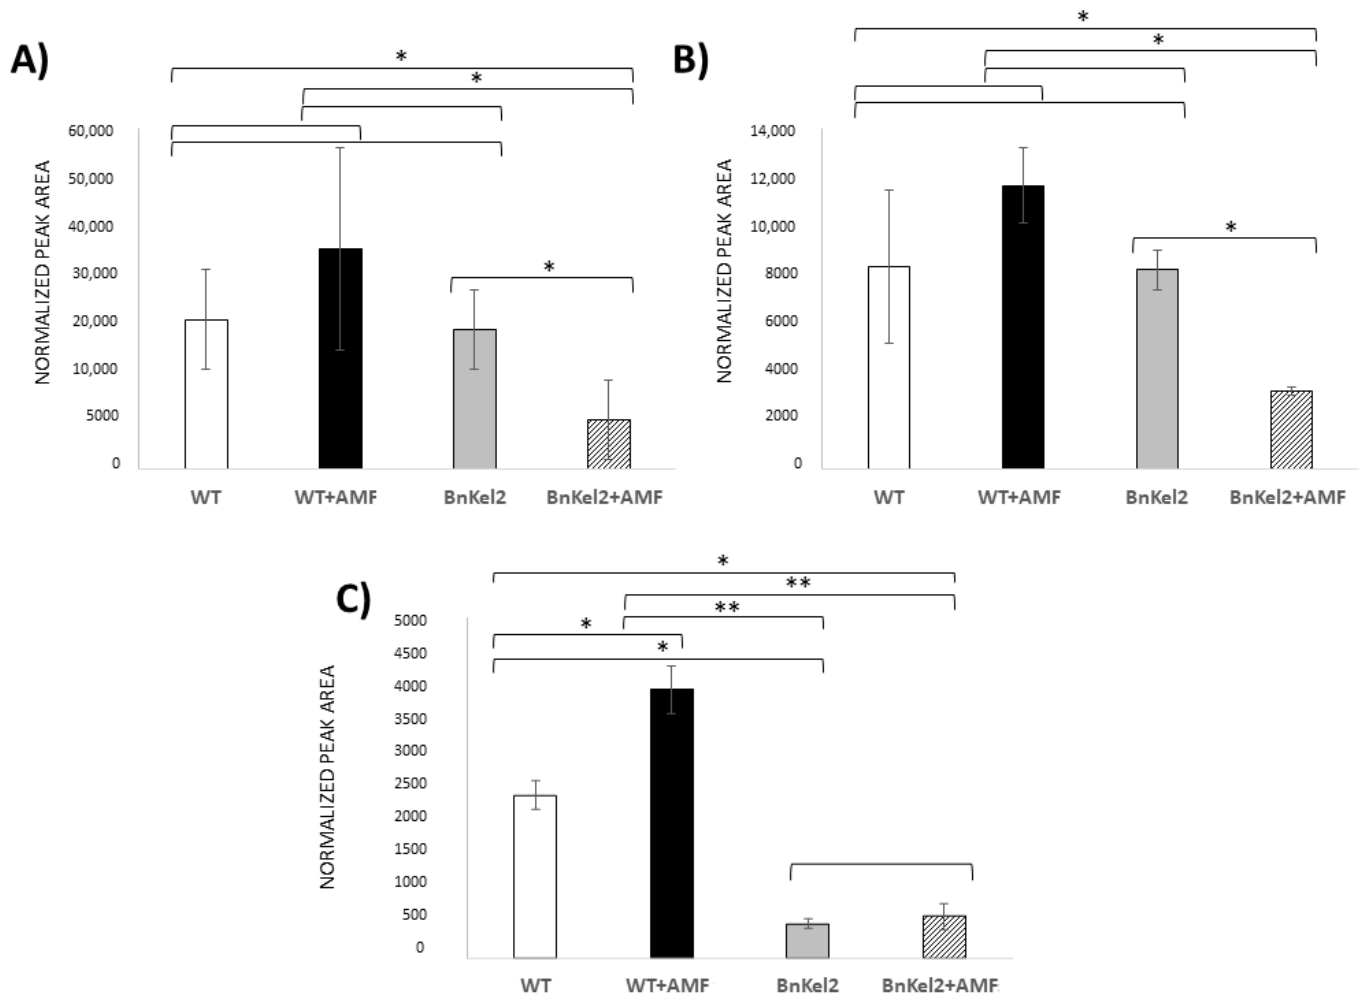 A)
*
*
60,000
50,000
40,000
30,000
20,000
10,000
5000
0
NORMALIZED PEAK AREA
*
WT
WT+AMF
BnKel2
BnKel2+AMF
B)
*
*
14,000
12,000
10,000
8000
6000
4000
2000
0
NORMALIZED PEAK AREA
*
WT
WT+AMF
BnKel2
BnKel2+AMF
C)
*
**
**
*
*
5000
4500
4000
3500
3000
2500
2000
1500
1000
500
0
NORMALIZED PEAK AREA
WT
WT+AMF
BnKel2
BnKel2+AMF